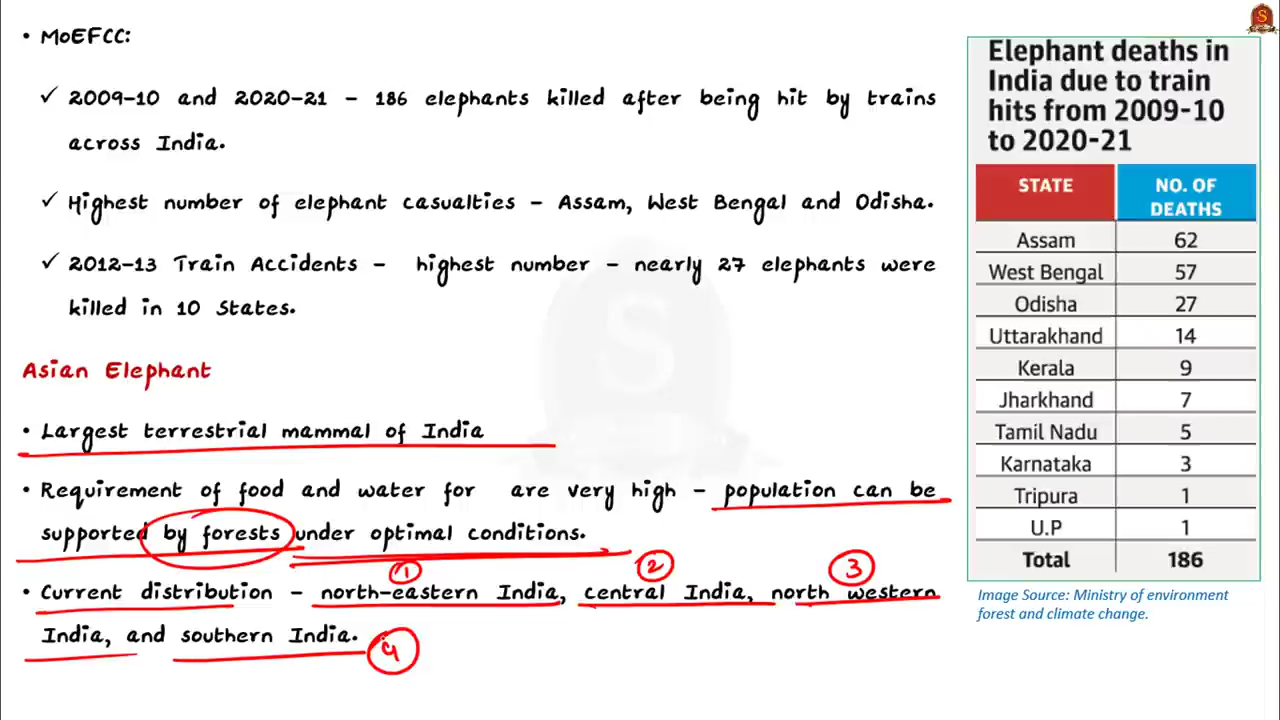 • MoEFCC:
✓ 2009-10 and 2020-21 - 186 elephants killed after being hit by trains
across India.
✓ Highest number of elephant casualties - Assam, West Bengal and Odisha.
✓ 2012-13 Train Accidents - highest number - nearly 27 elephants were
killed in 10 States.
Asian Elephant
• Largest terrestrial mammal of India
• Requirement of food and water for are very high - population can be
supported by forests under optimal conditions.
① ② ③
• Current distribution - north-eastern India, central India, north western
India, and southern India. ④
Elephant deaths in
India due to train
hits from 2009-10
to 2020-21
STATE NO. OF
DEATHS
Assam 62
West Bengal 57
Odisha 27
Uttarakhand 14
Kerala 9
Jharkhand 7
Tamil Nadu 5
Karnataka 3
Tripura 1
U.P 1
Total 186
Image Source: Ministry of environment
forest and climate change.
S